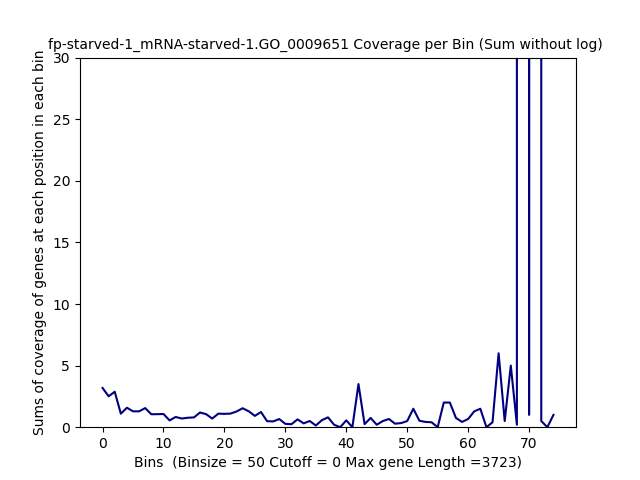 fp-starved-1_mRNA-starved-1.GO_0009651 Coverage per Bin (Sum without log)
Sums of coverage of genes at each position in each bin
30
25
20
15
10
5
0
0 10 20 30 40 50 60 70
Bins  (Binsize = 50 Cutoff = 0 Max gene Length =3723)